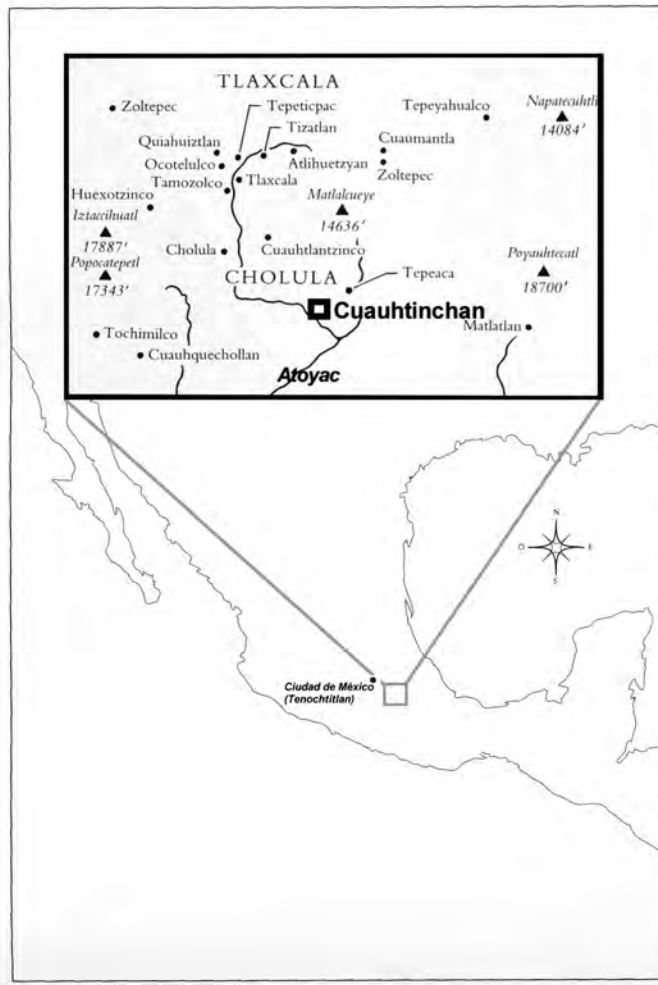 TLAXCALA
Zoltepec
Tepeticpac
Tepeyahualco
Napatecuhtli
14084'
Tizatlan
Quiahuiztlan
Cuaumantla
Ocotelulco
Atlihuetzyan
Zoltepec
Tamozolco
Tlaxcala
Huexotzinco
Matlalcueye
14636'
Iztaccihuatl
17887'
Cholula
Cuauhtlantzinco
Popocatepetl
17343'
CHOLULA
Tepeaca
Poyauhtecatl
18700'
Cuauhtinchan
Tochimilco
Matlatlan
Cuauhquechollan
Atoyac
N
O
E
S
Ciudad de México
(Tenochtitlan)